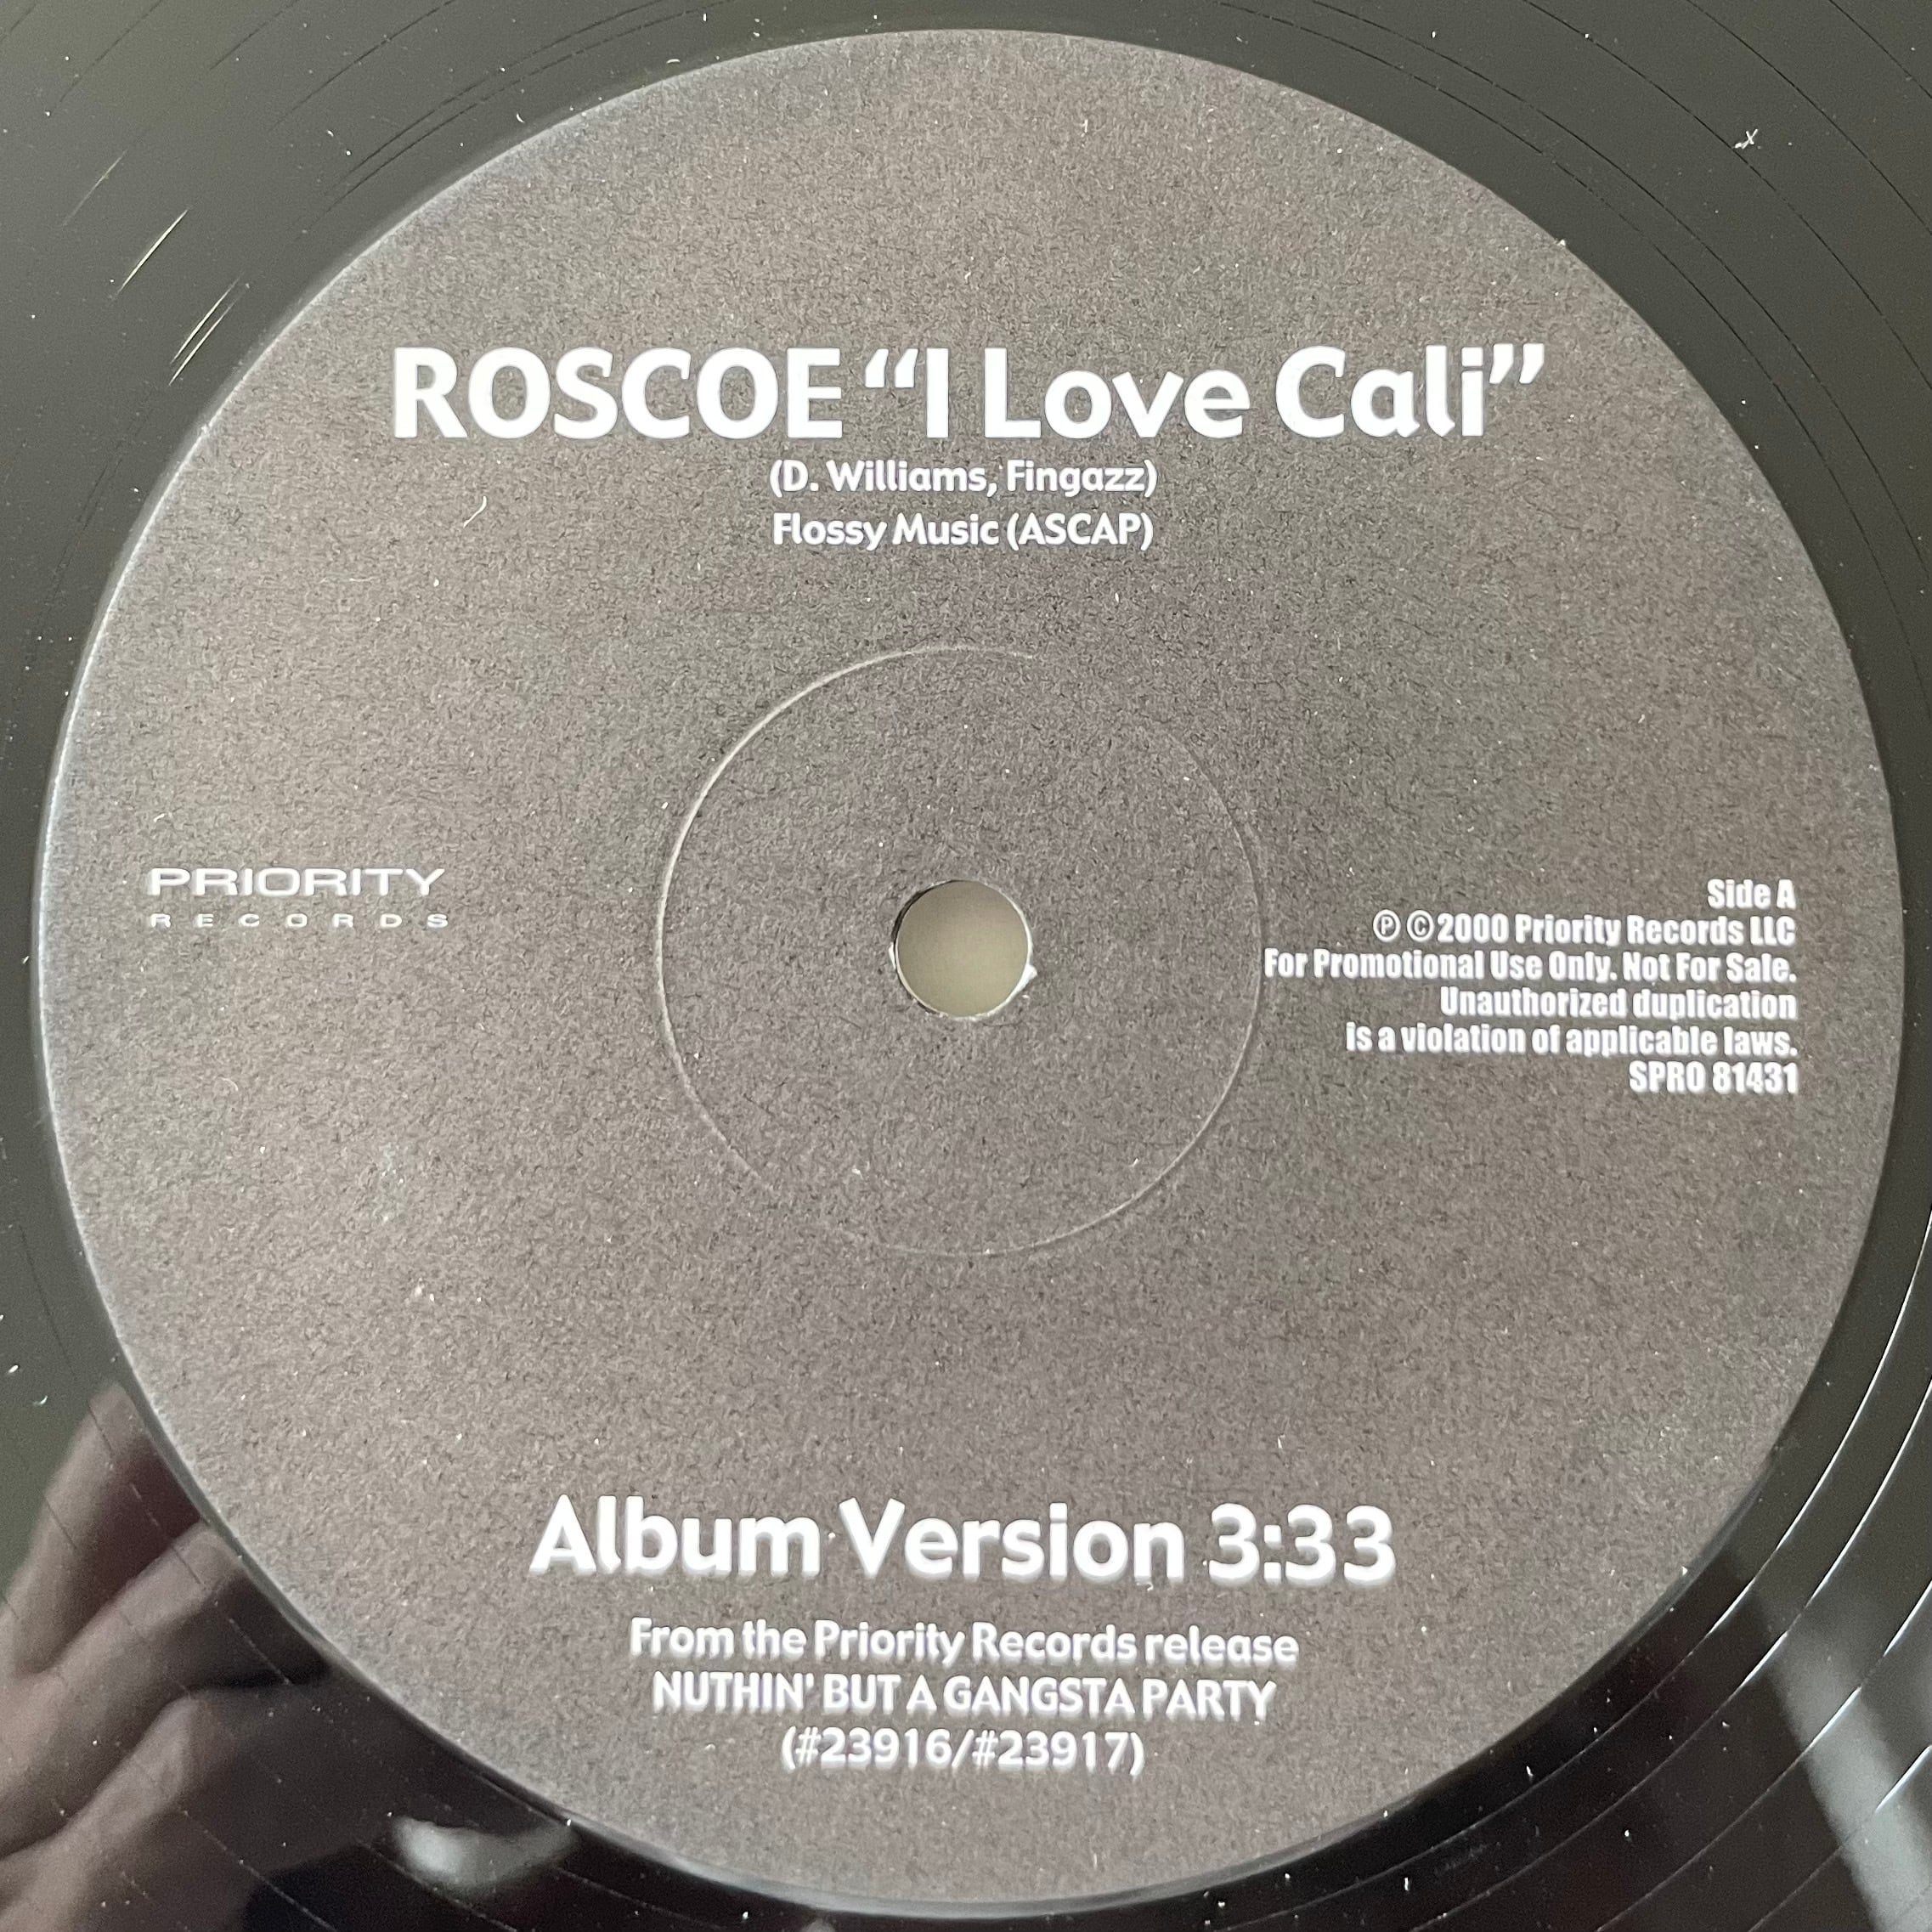 ROSCOE “I Love Cali”
(D. Williams, Fingazz)
Flossy Music (ASCAP)
PRIORITY
RECORDS
Side A
℗ © 2000 Priority Records LLC
For Promotional Use Only. Not For Sale.
Unauthorized duplication
is a violation of applicable laws.
SPRO 81431
Album Version 3:33
From the Priority Records release
NUTHIN' BUT A GANGSTA PARTY
(#23916/#23917)